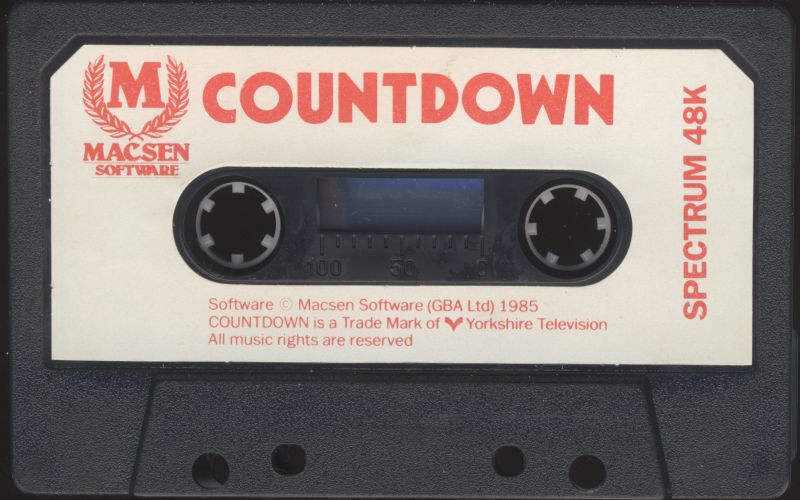 M
COUNTDOWN
MACSEN
SOFTWARE
SPECTRUM 48K
100 50 0
Software © Macsen Software (GBA Ltd) 1985
COUNTDOWN is a Trade Mark of Yorkshire Television
All music rights are reserved